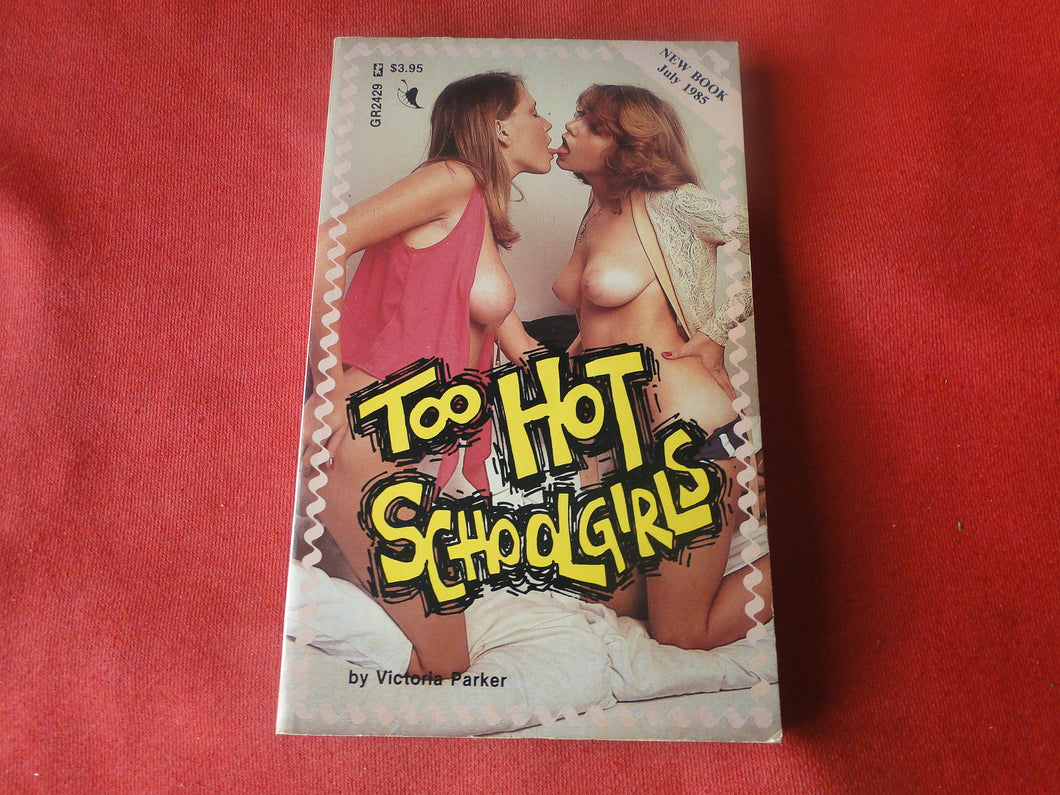 GR2429
$3.95
NEW BOOK
July 1985
Too Hot
SCHOOLGIRLS
by Victoria Parker